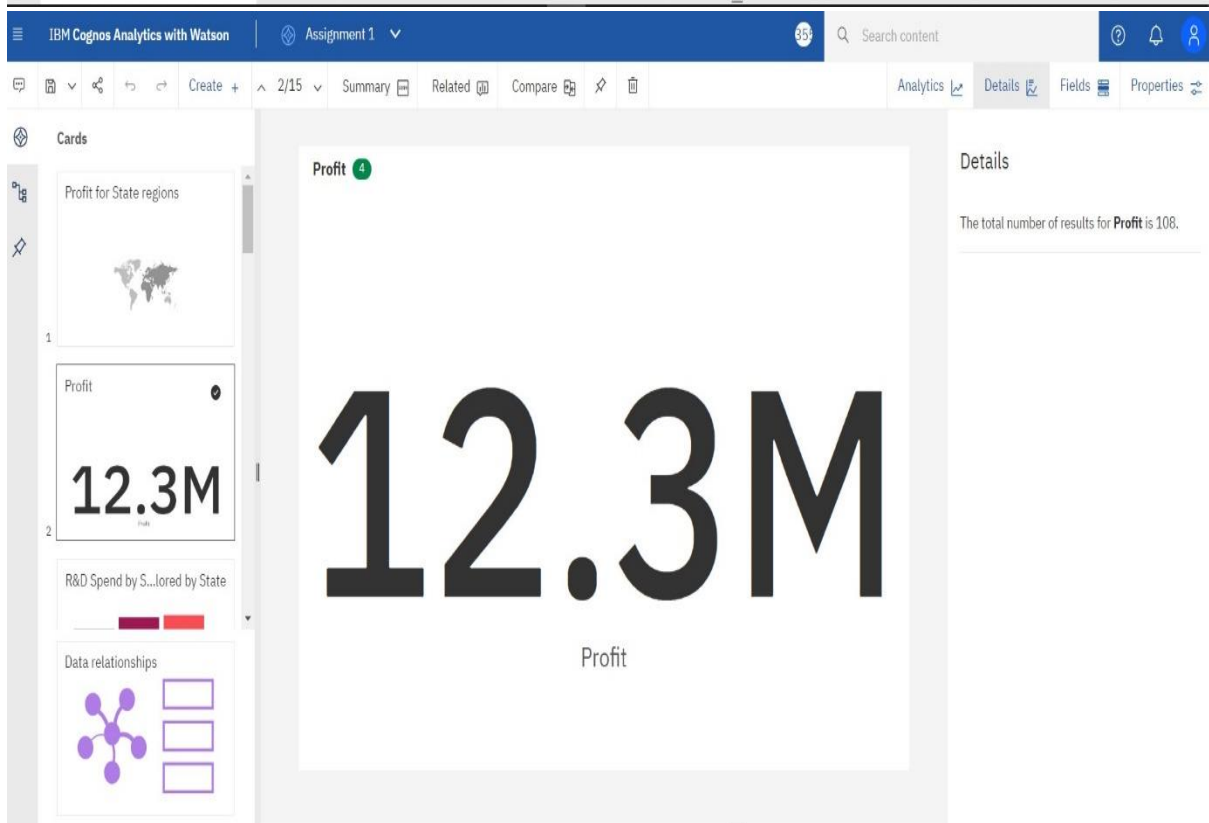 IBM Cognos Analytics with Watson
Assignment 1
Search content
Create +
2/15
Summary
Related
Compare
Analytics
Details
Fields
Properties
Cards
Profit for State regions
1
Profit
12.3M
Profit
2
R&D Spend by S...lored by State
Data relationships
Profit 4
12.3M
Profit
Details
The total number of results for Profit is 108.